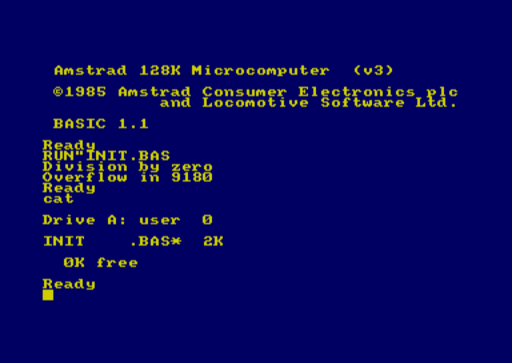 Amstrad 128K Microcomputer  (v3)
©1985 Amstrad Consumer Electronics plc
and Locomotive Software Ltd.
BASIC 1.1
Ready
RUN"INIT.BAS
Division by zero
Overflow in 9180
Ready
cat
Drive A: user  0
INIT    .BAS*  2K
0K free
Ready